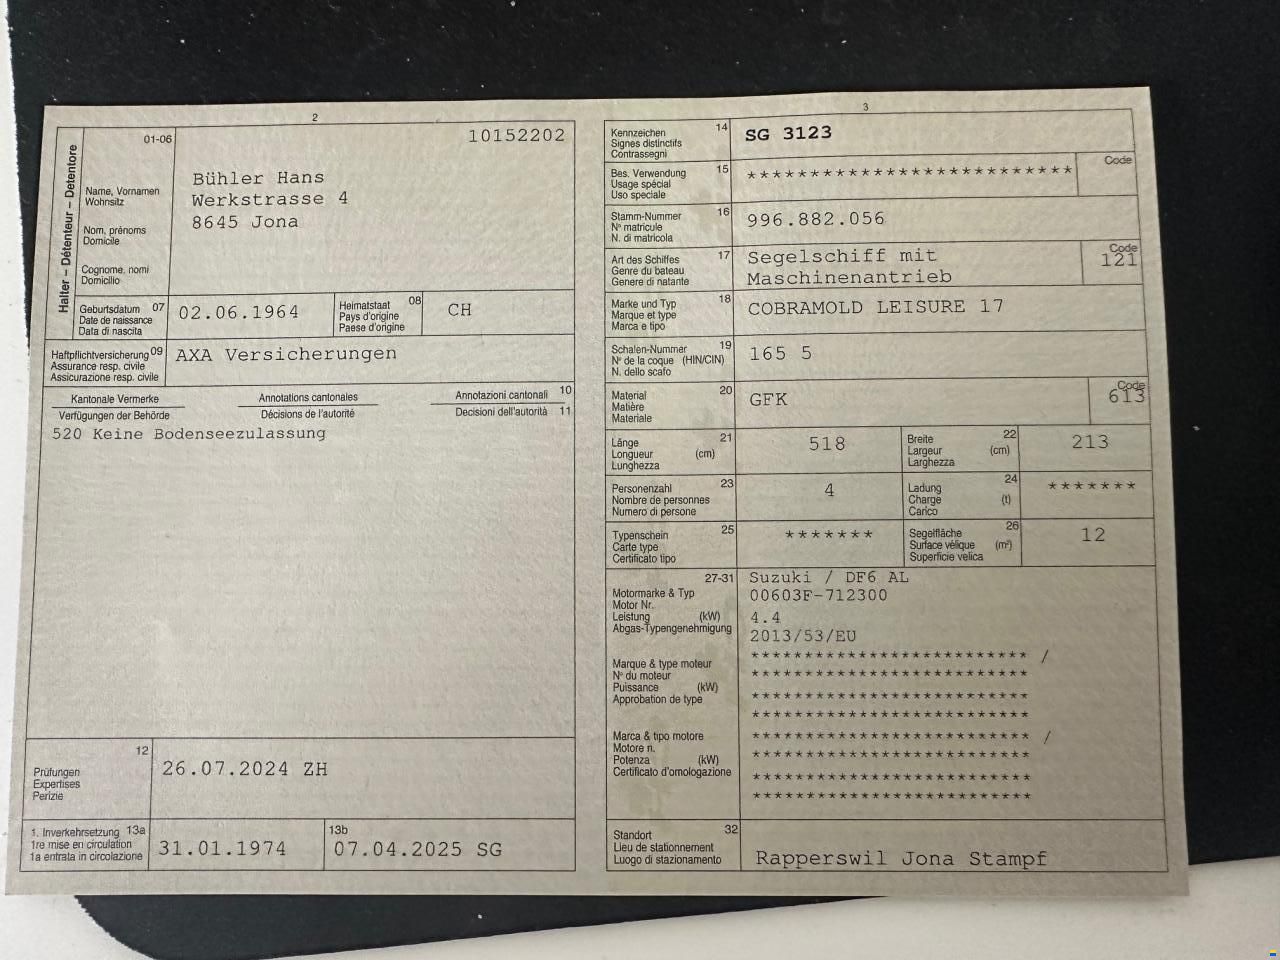 2
01-06
10152202
Halter – Détenteur – Detentore
Name, Vornamen
Wohnsitz
Nom, prénoms
Domicile
Cognome, nomi
Domicilio
Bühler Hans
Werkstrasse 4
8645 Jona
Geburtsdatum 07
Date de naissance
Data di nascita
02.06.1964
Heimatstaat 08
Pays d'origine
Paese d'origine
CH
Haftpflichtversicherung 09
Assurance resp. civile
Assicurazione resp. civile
AXA Versicherungen
Kantonale Vermerke Annotations cantonales Annotazioni cantonali 10
Verfügungen der Behörde Décisions de l'autorité Decisioni dell'autorità 11
520 Keine Bodenseezulassung
12
Prüfungen
Expertises
Perizie
26.07.2024 ZH
1. Inverkehrsetzung 13a
1re mise en circulation
1a entrata in circolazione
31.01.1974
13b
07.04.2025 SG
3
Kennzeichen 14
Signes distinctifs
Contrassegni
SG 3123
Bes. Verwendung 15
Usage spécial
Uso speciale
*************************
Code
Stamm-Nummer 16
N° matricule
N. di matricola
996.882.056
Art des Schiffes 17
Genre du bateau
Genere di natante
Segelschiff mit
Maschinenantrieb
Code
121
Marke und Typ 18
Marque et type
Marca e tipo
COBRAMOLD LEISURE 17
Schalen-Nummer 19
N° de la coque (HIN/CIN)
N. dello scafo
165 5
Material 20
Matière
Materiale
GFK
Code
613
Länge 21
Longueur (cm)
Lunghezza
518
Breite 22
Largeur (cm)
Larghezza
213
Personenzahl 23
Nombre de personnes
Numero di persone
4
Ladung 24
Charge (t)
Carico
*******
Typenschein 25
Carte type
Certificato tipo
*******
Segelfläche 26
Surface vélique (m²)
Superficie velica
12
27-31
Motormarke & Typ
Motor Nr.
Leistung (kW)
Abgas-Typengenehmigung
Suzuki / DF6 AL
00603F-712300
4.4
2013/53/EU
Marque & type moteur
N° du moteur
Puissance (kW)
Approbation de type
************************* /
*************************
*************************
*************************
Marca & tipo motore
Motore n.
Potenza (kW)
Certificato d'omologazione
************************* /
*************************
*************************
*************************
Standort 32
Lieu de stationnement
Luogo di stazionamento
Rapperswil Jona Stampf